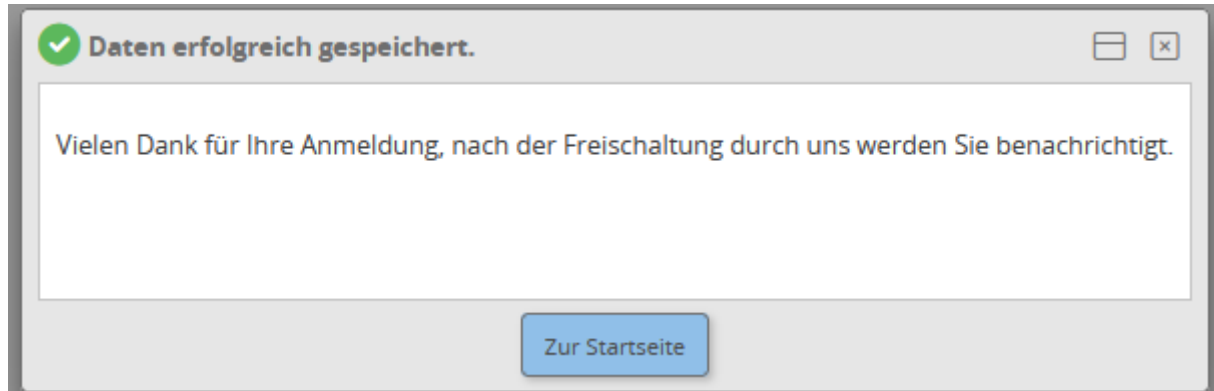 Daten erfolgreich gespeichert.
Vielen Dank für Ihre Anmeldung, nach der Freischaltung durch uns werden Sie benachrichtigt.
Zur Startseite